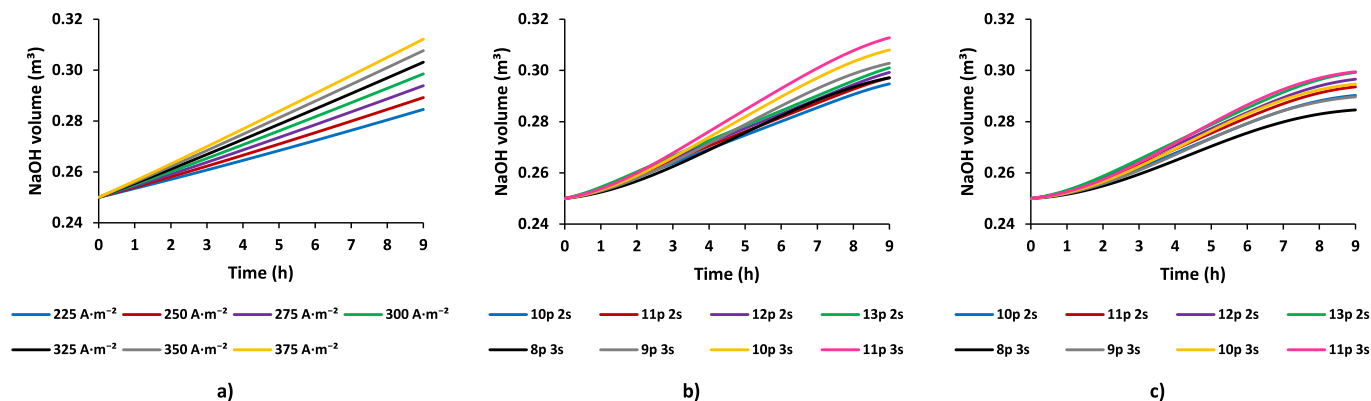 NaOH volume (m³)
0.32
0.30
0.28
0.26
0.24
0 1 2 3 4 5 6 7 8 9
Time (h)
225 A·m⁻² 250 A·m⁻² 275 A·m⁻² 300 A·m⁻²
325 A·m⁻² 350 A·m⁻² 375 A·m⁻²
a)
NaOH volume (m³)
0.32
0.30
0.28
0.26
0.24
0 1 2 3 4 5 6 7 8 9
Time (h)
10p 2s 11p 2s 12p 2s 13p 2s
8p 3s 9p 3s 10p 3s 11p 3s
b)
NaOH volume (m³)
0.32
0.30
0.28
0.26
0.24
0 1 2 3 4 5 6 7 8 9
Time (h)
10p 2s 11p 2s 12p 2s 13p 2s
8p 3s 9p 3s 10p 3s 11p 3s
c)